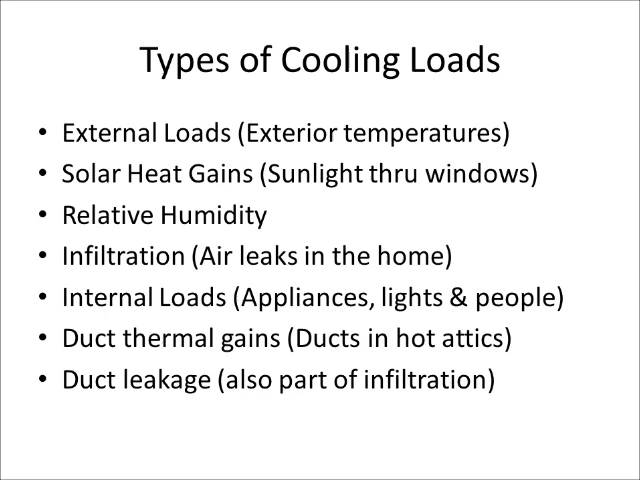 Types of Cooling Loads
• External Loads (Exterior temperatures)
• Solar Heat Gains (Sunlight thru windows)
• Relative Humidity
• Infiltration (Air leaks in the home)
• Internal Loads (Appliances, lights & people)
• Duct thermal gains (Ducts in hot attics)
• Duct leakage (also part of infiltration)